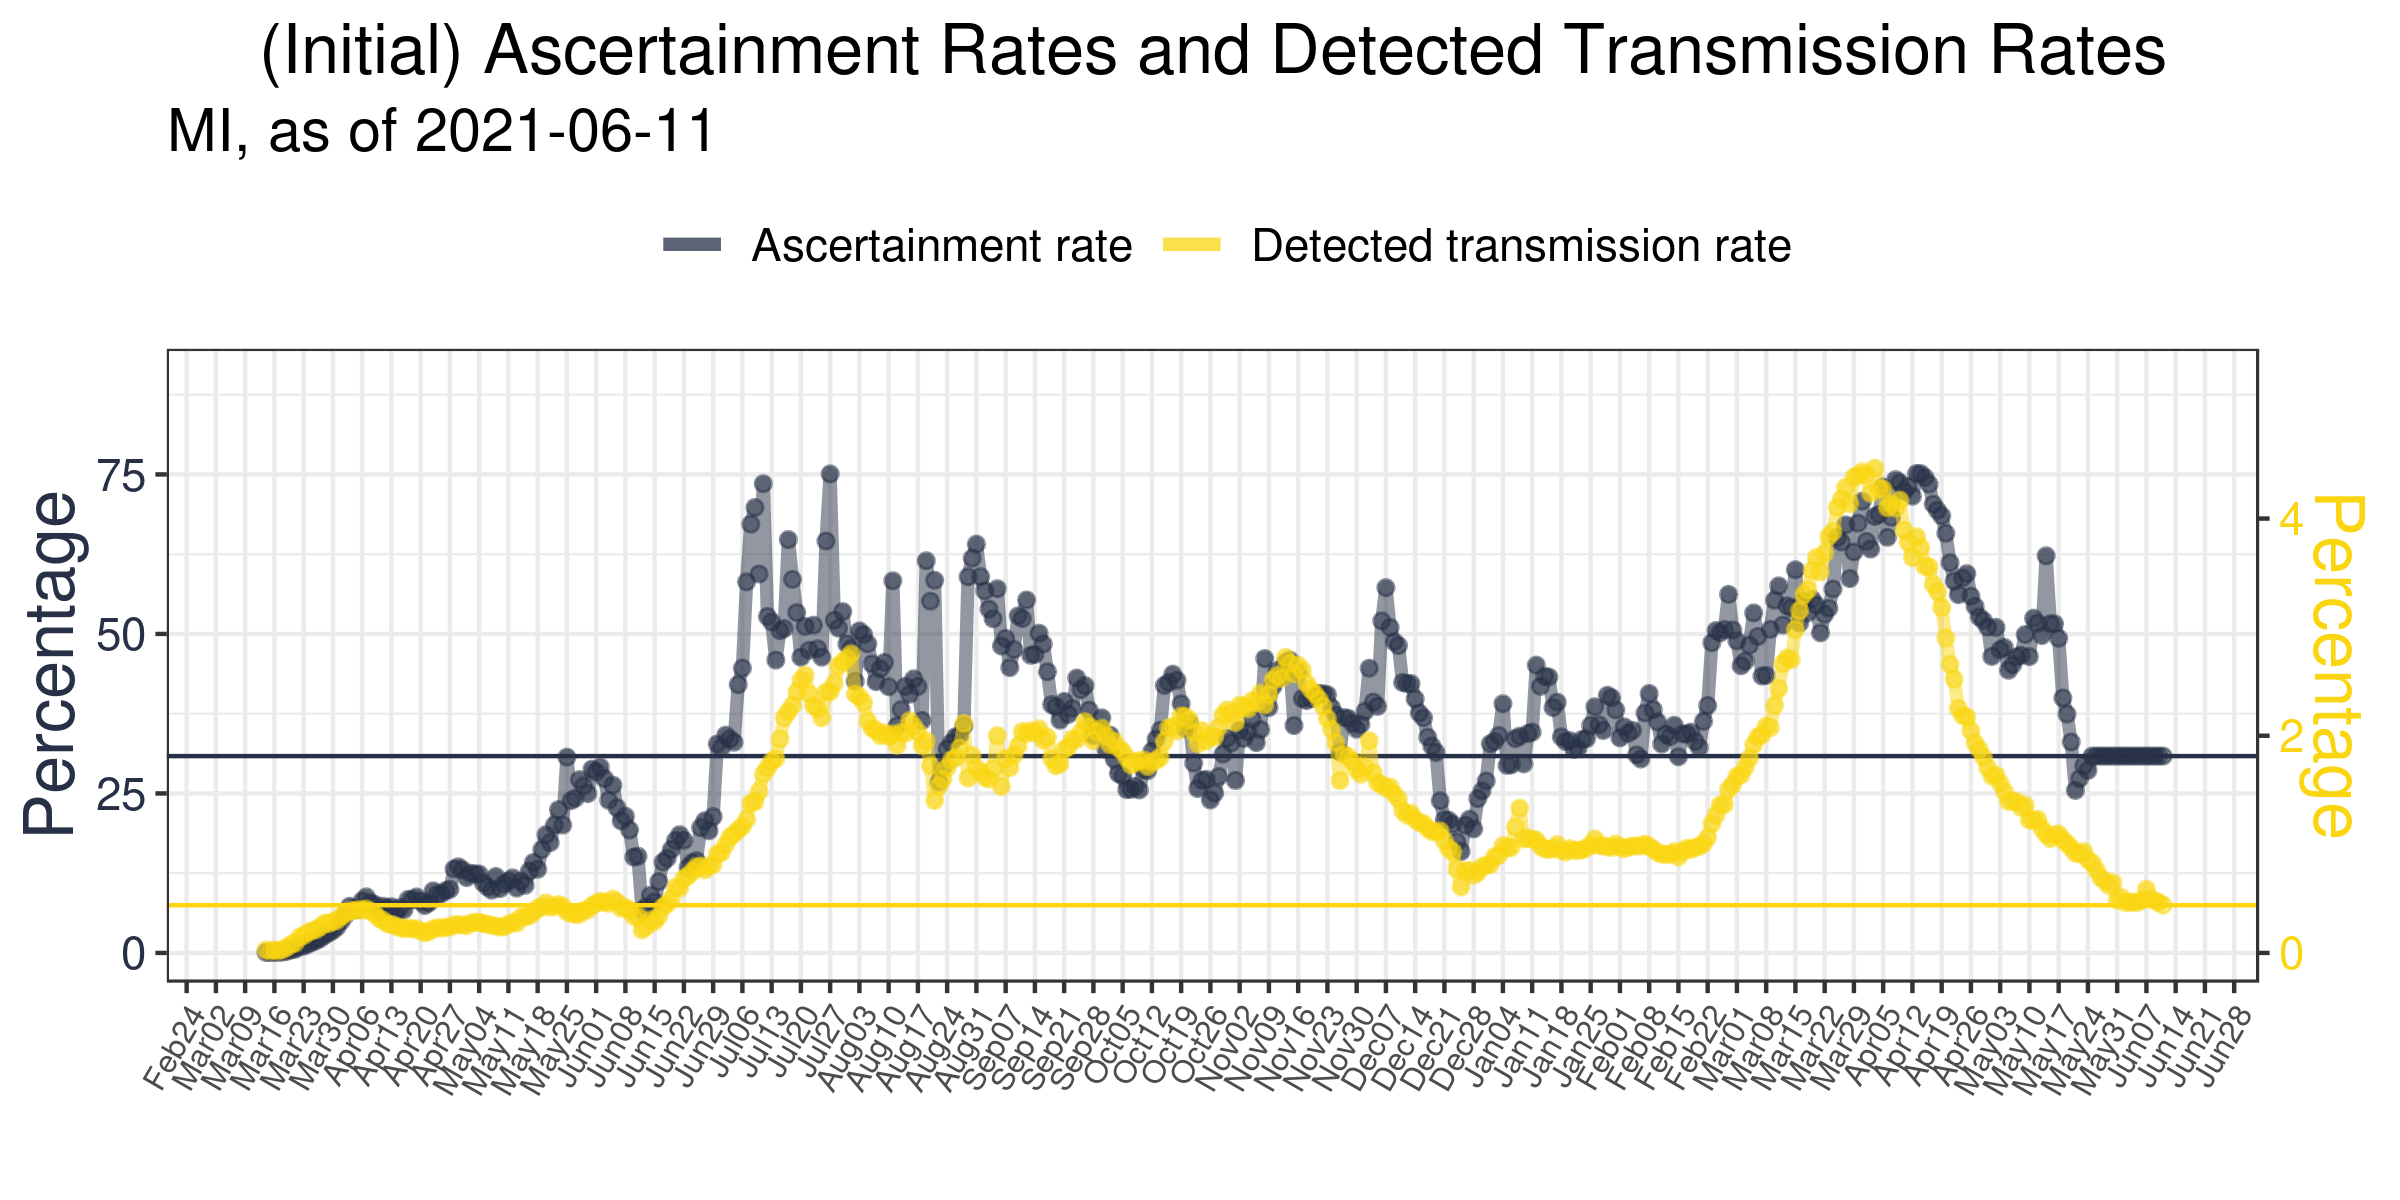 (Initial) Ascertainment Rates and Detected Transmission Rates
MI, as of 2021-06-11
Ascertainment rate Detected transmission rate
Percentage
75
50
25
0
4
2
0
Percentage
Feb24 Mar02 Mar09 Mar16 Mar23 Mar30 Apr06 Apr13 Apr20 Apr27 May04 May11 May18 May25 Jun01 Jun08 Jun15 Jun22 Jun29 Jul06 Jul13 Jul20 Jul27 Aug03 Aug10 Aug17 Aug24 Aug31 Sep07 Sep14 Sep21 Sep28 Oct05 Oct12 Oct19 Oct26 Nov02 Nov09 Nov16 Nov23 Nov30 Dec07 Dec14 Dec21 Dec28 Jan04 Jan11 Jan18 Jan25 Feb01 Feb08 Feb15 Feb22 Mar01 Mar08 Mar15 Mar22 Mar29 Apr05 Apr12 Apr19 Apr26 May03 May10 May17 May24 May31 Jun07 Jun14 Jun21 Jun28